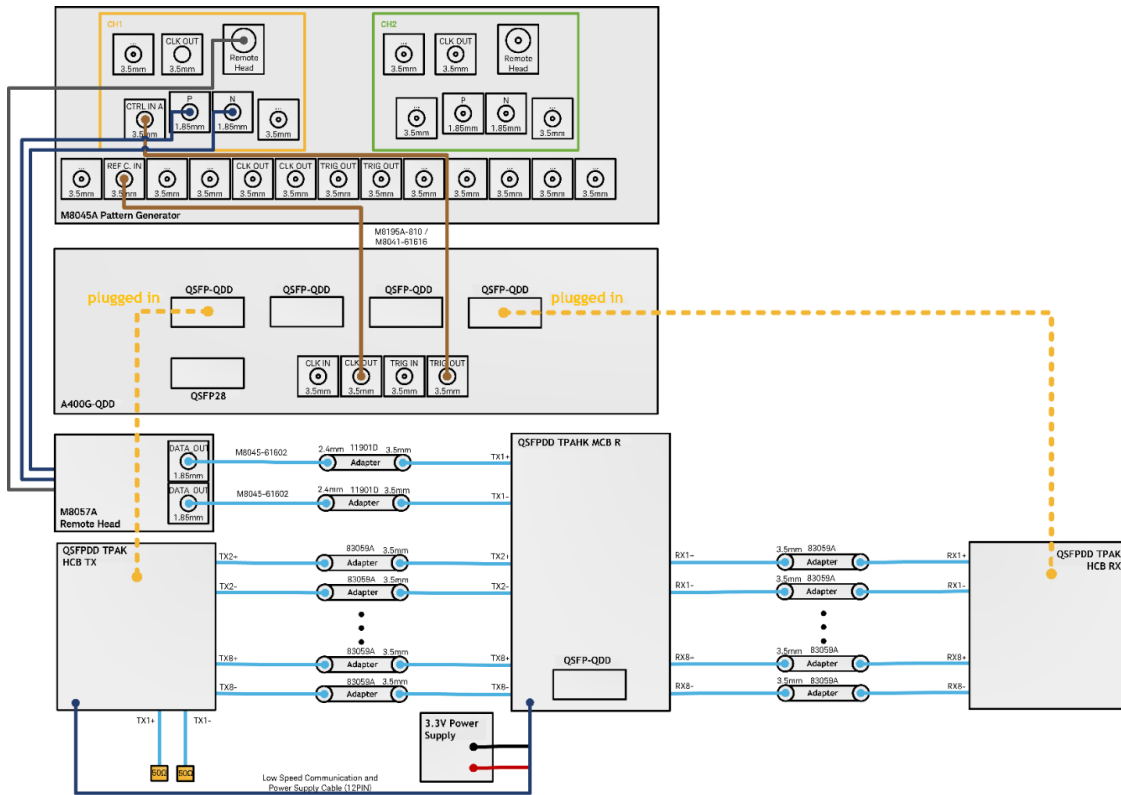 CH1
CH2
...
3.5mm
CLK OUT
3.5mm
Remote
Head
...
3.5mm
CLK OUT
3.5mm
Remote
Head
CTRL IN A
3.5mm
P
1.85mm
N
1.85mm
...
3.5mm
...
3.5mm
P
1.85mm
N
1.85mm
...
3.5mm
...
3.5mm
REF C. IN
3.5mm
...
3.5mm
...
3.5mm
CLK OUT
3.5mm
CLK OUT
3.5mm
TRIG OUT
3.5mm
TRIG OUT
3.5mm
...
3.5mm
...
3.5mm
...
3.5mm
...
3.5mm
...
3.5mm
M8045A Pattern Generator
M8195A-810 /
M8041-61616
plugged in
QSFP-QDD
QSFP-QDD
QSFP-QDD
QSFP-QDD
plugged in
QSFP28
CLK IN
3.5mm
CLK OUT
3.5mm
TRIG IN
3.5mm
TRIG OUT
3.5mm
A400G-QDD
DATA_OUT
1.85mm
DATA_OUT
1.85mm
M8057A
Remote Head
M8045-61602
2.4mm 11901D 3.5mm
Adapter
TX1+
M8045-61602
2.4mm 11901D 3.5mm
Adapter
TX1-
QSFPDD TPAHK MCB R
QSFPDD TPAK
HCB TX
TX2+
83059A 3.5mm
Adapter
TX2+
TX2-
83059A 3.5mm
Adapter
TX2-
TX8+
83059A 3.5mm
Adapter
TX8+
TX8-
83059A 3.5mm
Adapter
TX8-
QSFP-QDD
RX1-
3.5mm 83059A
Adapter
RX1+
RX1-
3.5mm 83059A
Adapter
RX1-
RX8-
3.5mm 83059A
Adapter
RX8+
RX8-
3.5mm 83059A
Adapter
RX8-
QSFPDD TPAK
HCB RX
TX1+
TX1-
50Ω
50Ω
3.3V Power
Supply
Low Speed Communication and
Power Supply Cable (12PIN)